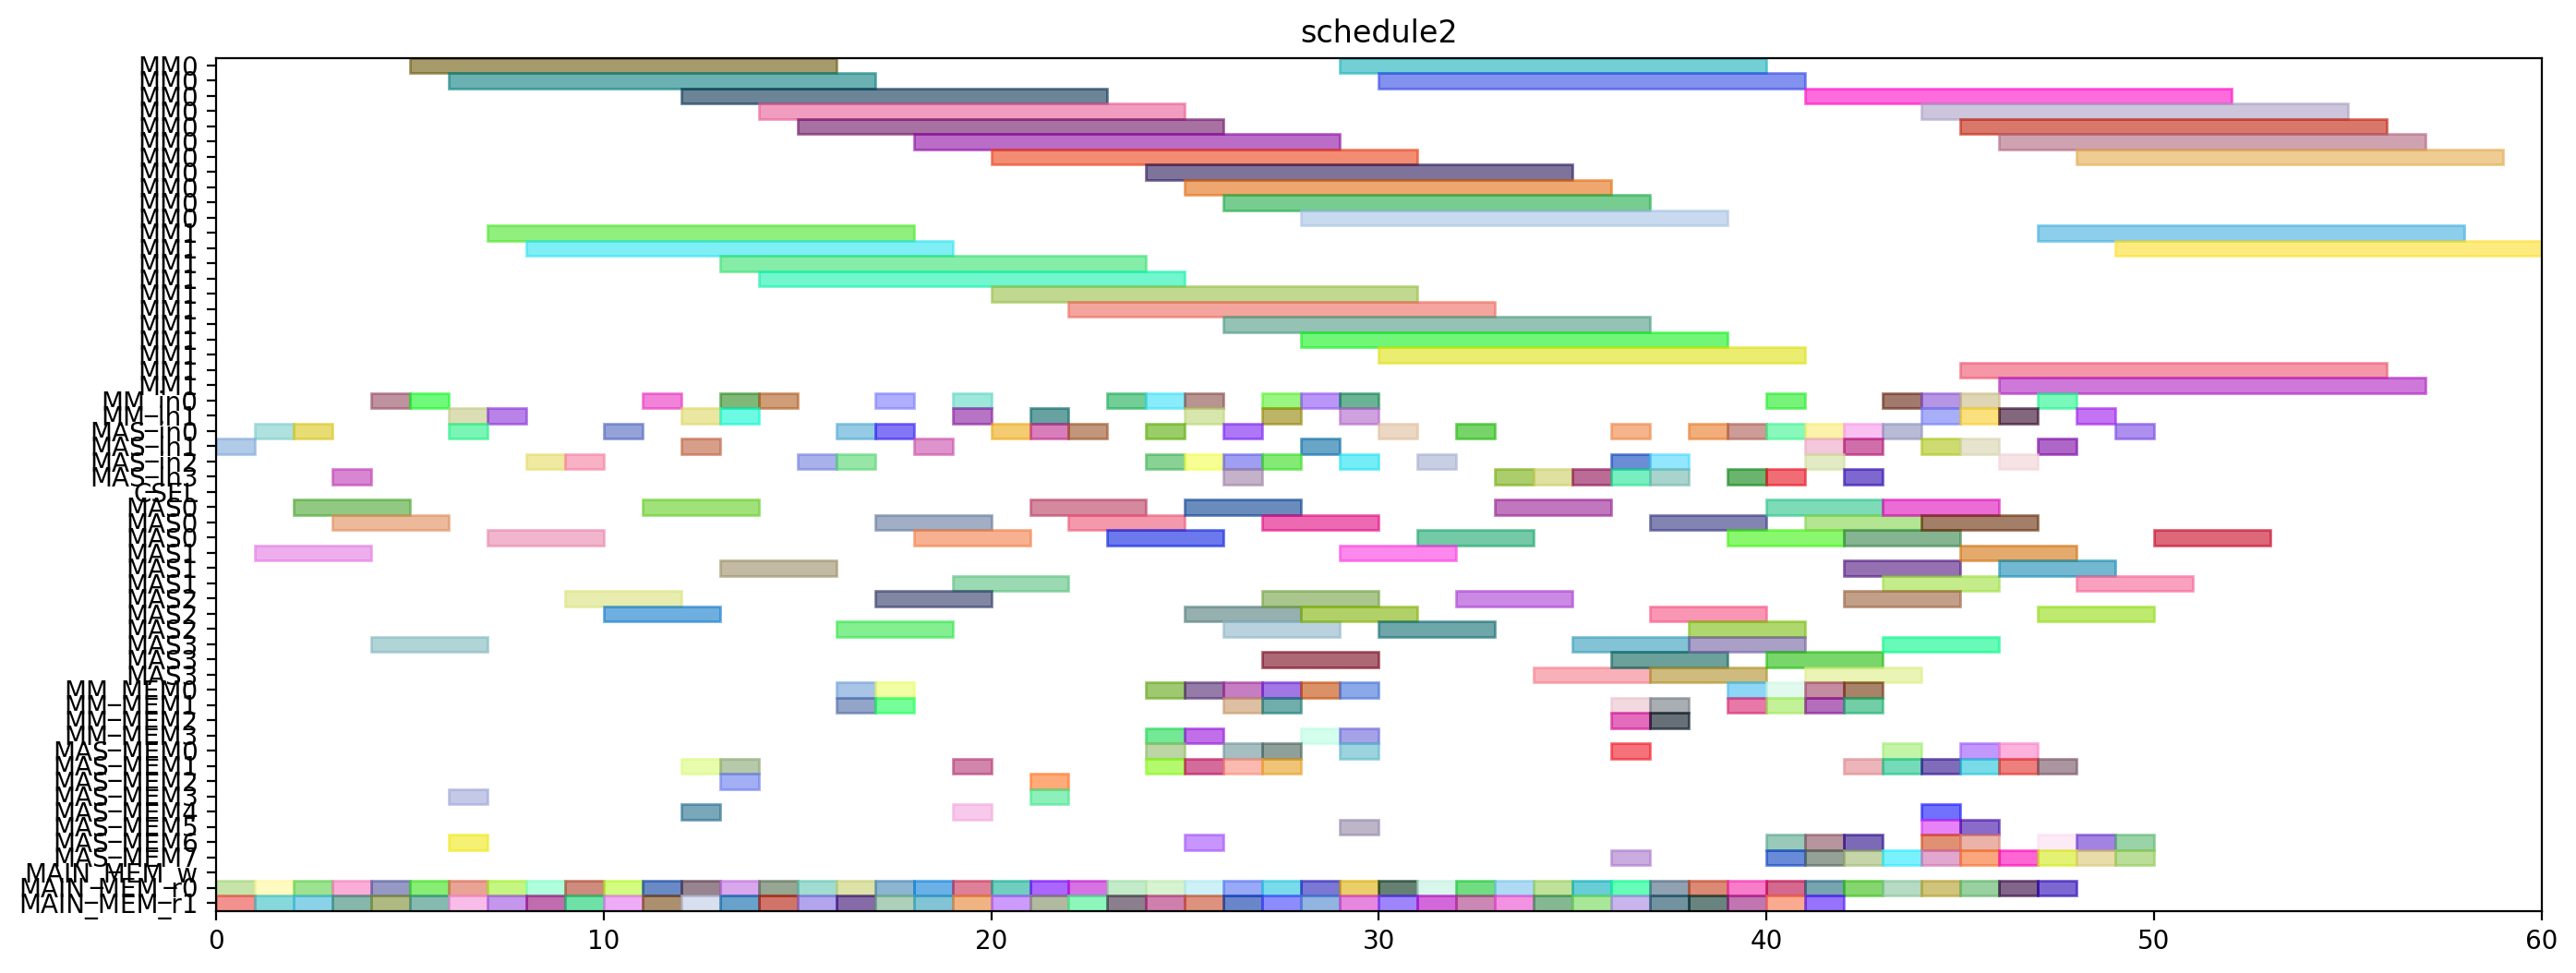 schedule2
MM0
MM0
MM0
MM0
MM0
MM0
MM0
MM0
MM0
MM0
MM0
MM1
MM1
MM1
MM1
MM1
MM1
MM1
MM1
MM1
MM1
MM1
MM_in0
MM_in1
MAS_in0
MAS_in1
MAS_in2
MAS_in3
CSEL
MAS0
MAS0
MAS0
MAS1
MAS1
MAS1
MAS2
MAS2
MAS2
MAS3
MAS3
MAS3
MM_MEM0
MM_MEM1
MM_MEM2
MM_MEM3
MAS_MEM0
MAS_MEM1
MAS_MEM2
MAS_MEM3
MAS_MEM4
MAS_MEM5
MAS_MEM6
MAS_MEM7
MAIN_MEM_w
MAIN_MEM_r0
MAIN_MEM_r1
0 10 20 30 40 50 60